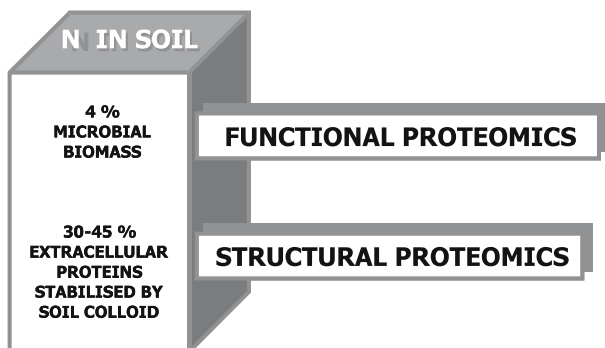 N IN SOIL
4 %
MICROBIAL
BIOMASS
FUNCTIONAL PROTEOMICS
30-45 %
EXTRACELLULAR
PROTEINS
STABILISED BY
SOIL COLLOID
STRUCTURAL PROTEOMICS